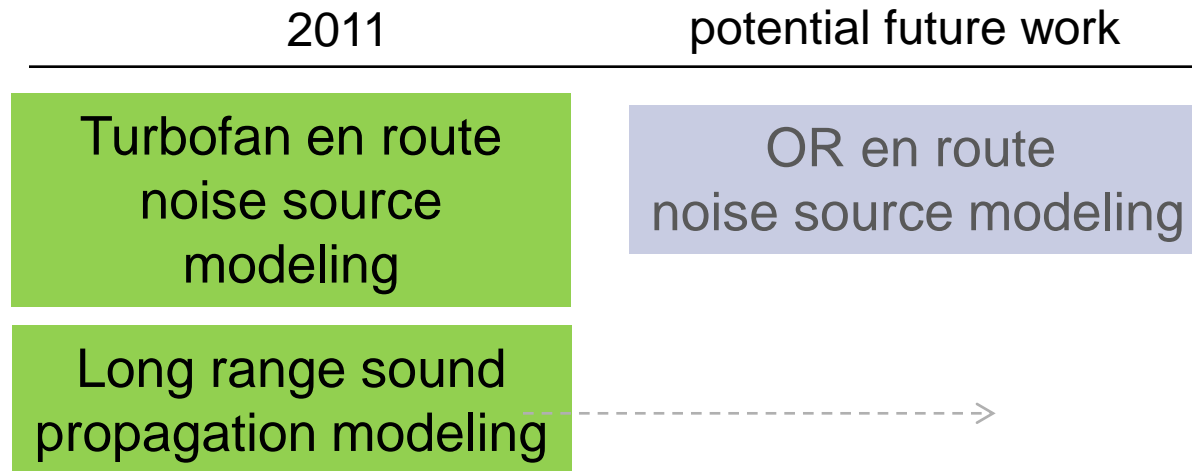 2011
potential future work
Turbofan en route
noise source
modeling
OR en route
noise source modeling
Long range sound
propagation modeling